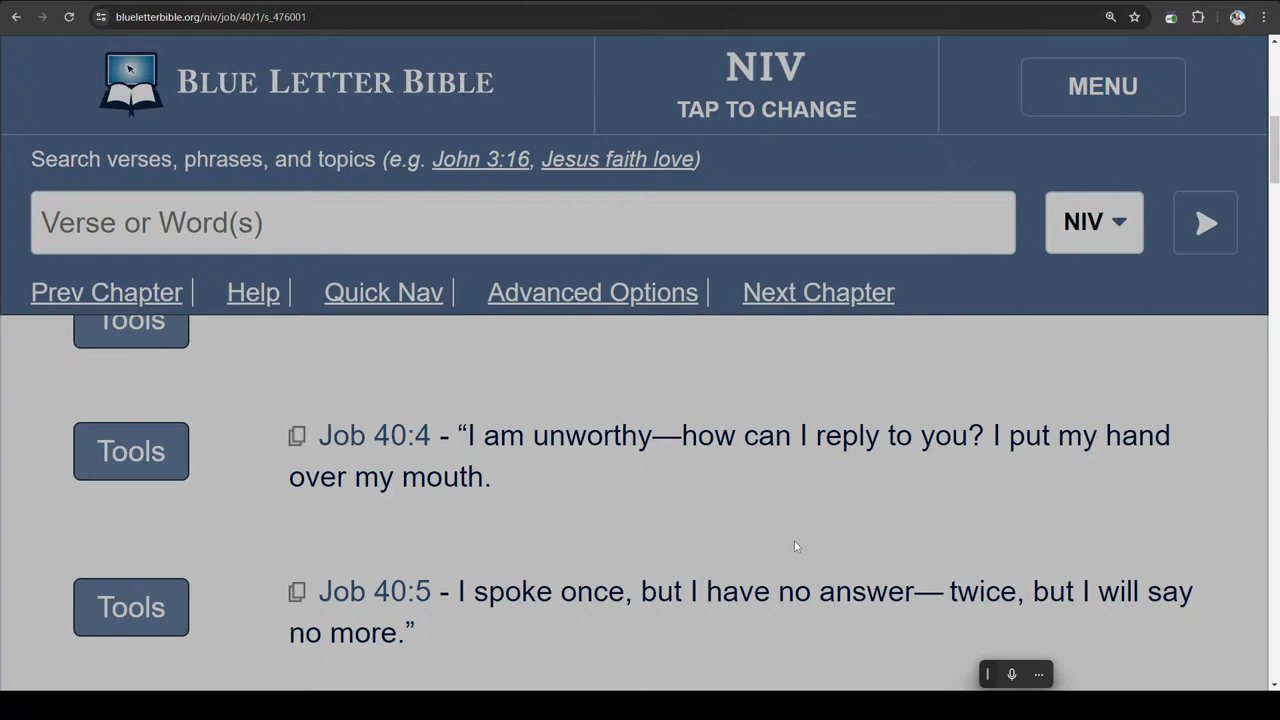 blueletterbible.org/niv/job/40/1/s_476001
BLUE LETTER BIBLE
NIV
TAP TO CHANGE
MENU
Search verses, phrases, and topics (e.g. John 3:16, Jesus faith love)
Verse or Word(s)
NIV
Prev Chapter
Help
Quick Nav
Advanced Options
Next Chapter
Tools
Tools
Job 40:4 - “I am unworthy—how can I reply to you? I put my hand
over my mouth.
Tools
Job 40:5 - I spoke once, but I have no answer— twice, but I will say
no more.”